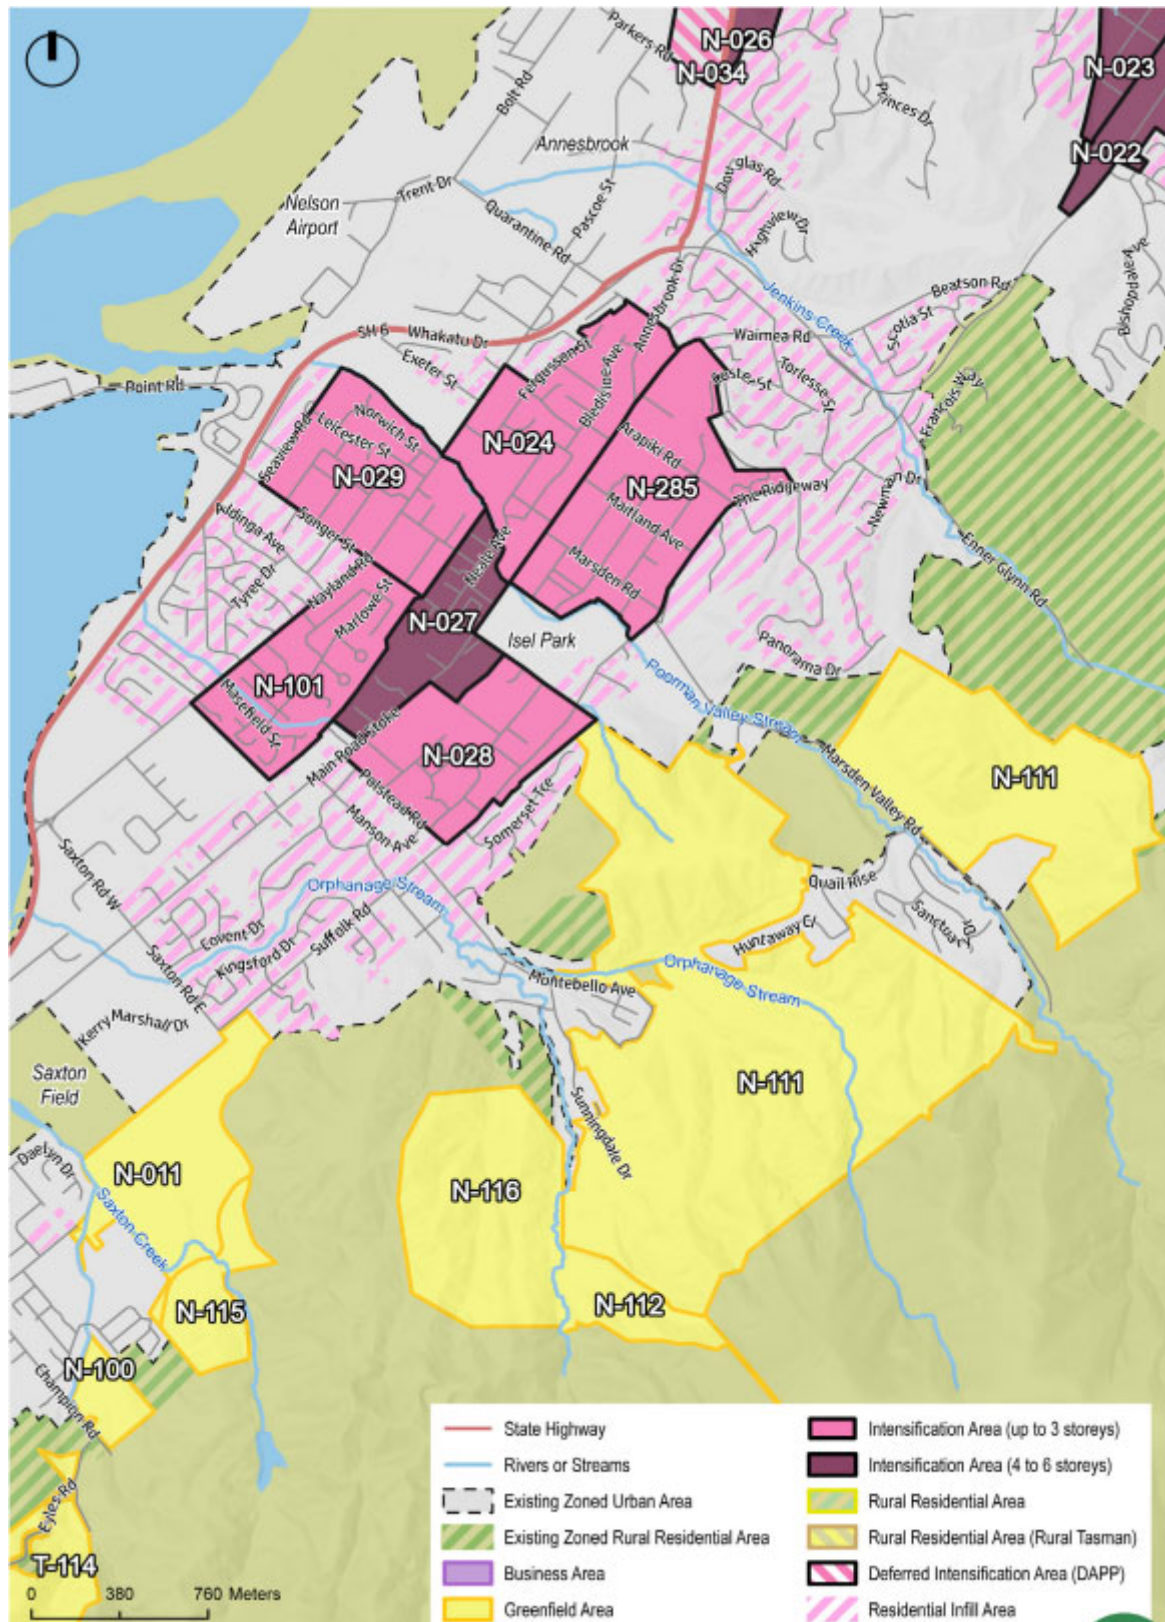 Parkers Rd
N-026
N-034
N-023
Bolt Rd
Princes Dr
Annesbrook
N-022
Douglas Rd
Trent Dr
Nelson
Airport
Quarantine Rd
Pascoe St
Highview Dr
Bishopdale Ave
Jenkins Creek
Beatson Rd
Annesbrook Dr
SH 6
Whakatu Dr
Waimea Rd
Scotia St
Exeter St
Fergusson St
Bledisloe Ave
Torlesse St
Point Rd
Francois Way
Norwich St
Leicester St
Seaview Rd
N-024
Arapiki Rd
N-029
N-285
The Ridgeway
Newman Dr
Maitland Ave
Aldinga Ave
Songer St
Neale Ave
Marsden Rd
Enner Glynn Rd
Tyree Dr
Nayland Rd
Marlowe St
N-027
Isel Park
Panorama Dr
N-101
Poorman Valley Stream
Masefield St
Main Road Stoke
N-028
Marsden Valley Rd
N-111
Palstead Rd
Somerset Tce
Manson Ave
Saxton Rd W
Orphanage Stream
Quail Rise
Covent Dr
Suffolk Rd
Sanctuary Dr
Kingsford Dr
Huntaway Cl
Saxton Rd E
Orphanage Stream
Montebello Ave
Kerry Marshall Dr
Saxton
Field
N-111
Sunningdale Dr
Daelyn Dr
N-011
N-116
Saxton Creek
N-115
N-112
N-100
Champion Rd
Eyles Rd
T-114
0 380 760 Meters
State Highway
Rivers or Streams
Existing Zoned Urban Area
Existing Zoned Rural Residential Area
Business Area
Greenfield Area
Intensification Area (up to 3 storeys)
Intensification Area (4 to 6 storeys)
Rural Residential Area
Rural Residential Area (Rural Tasman)
Deferred Intensification Area (DAPP)
Residential Infill Area